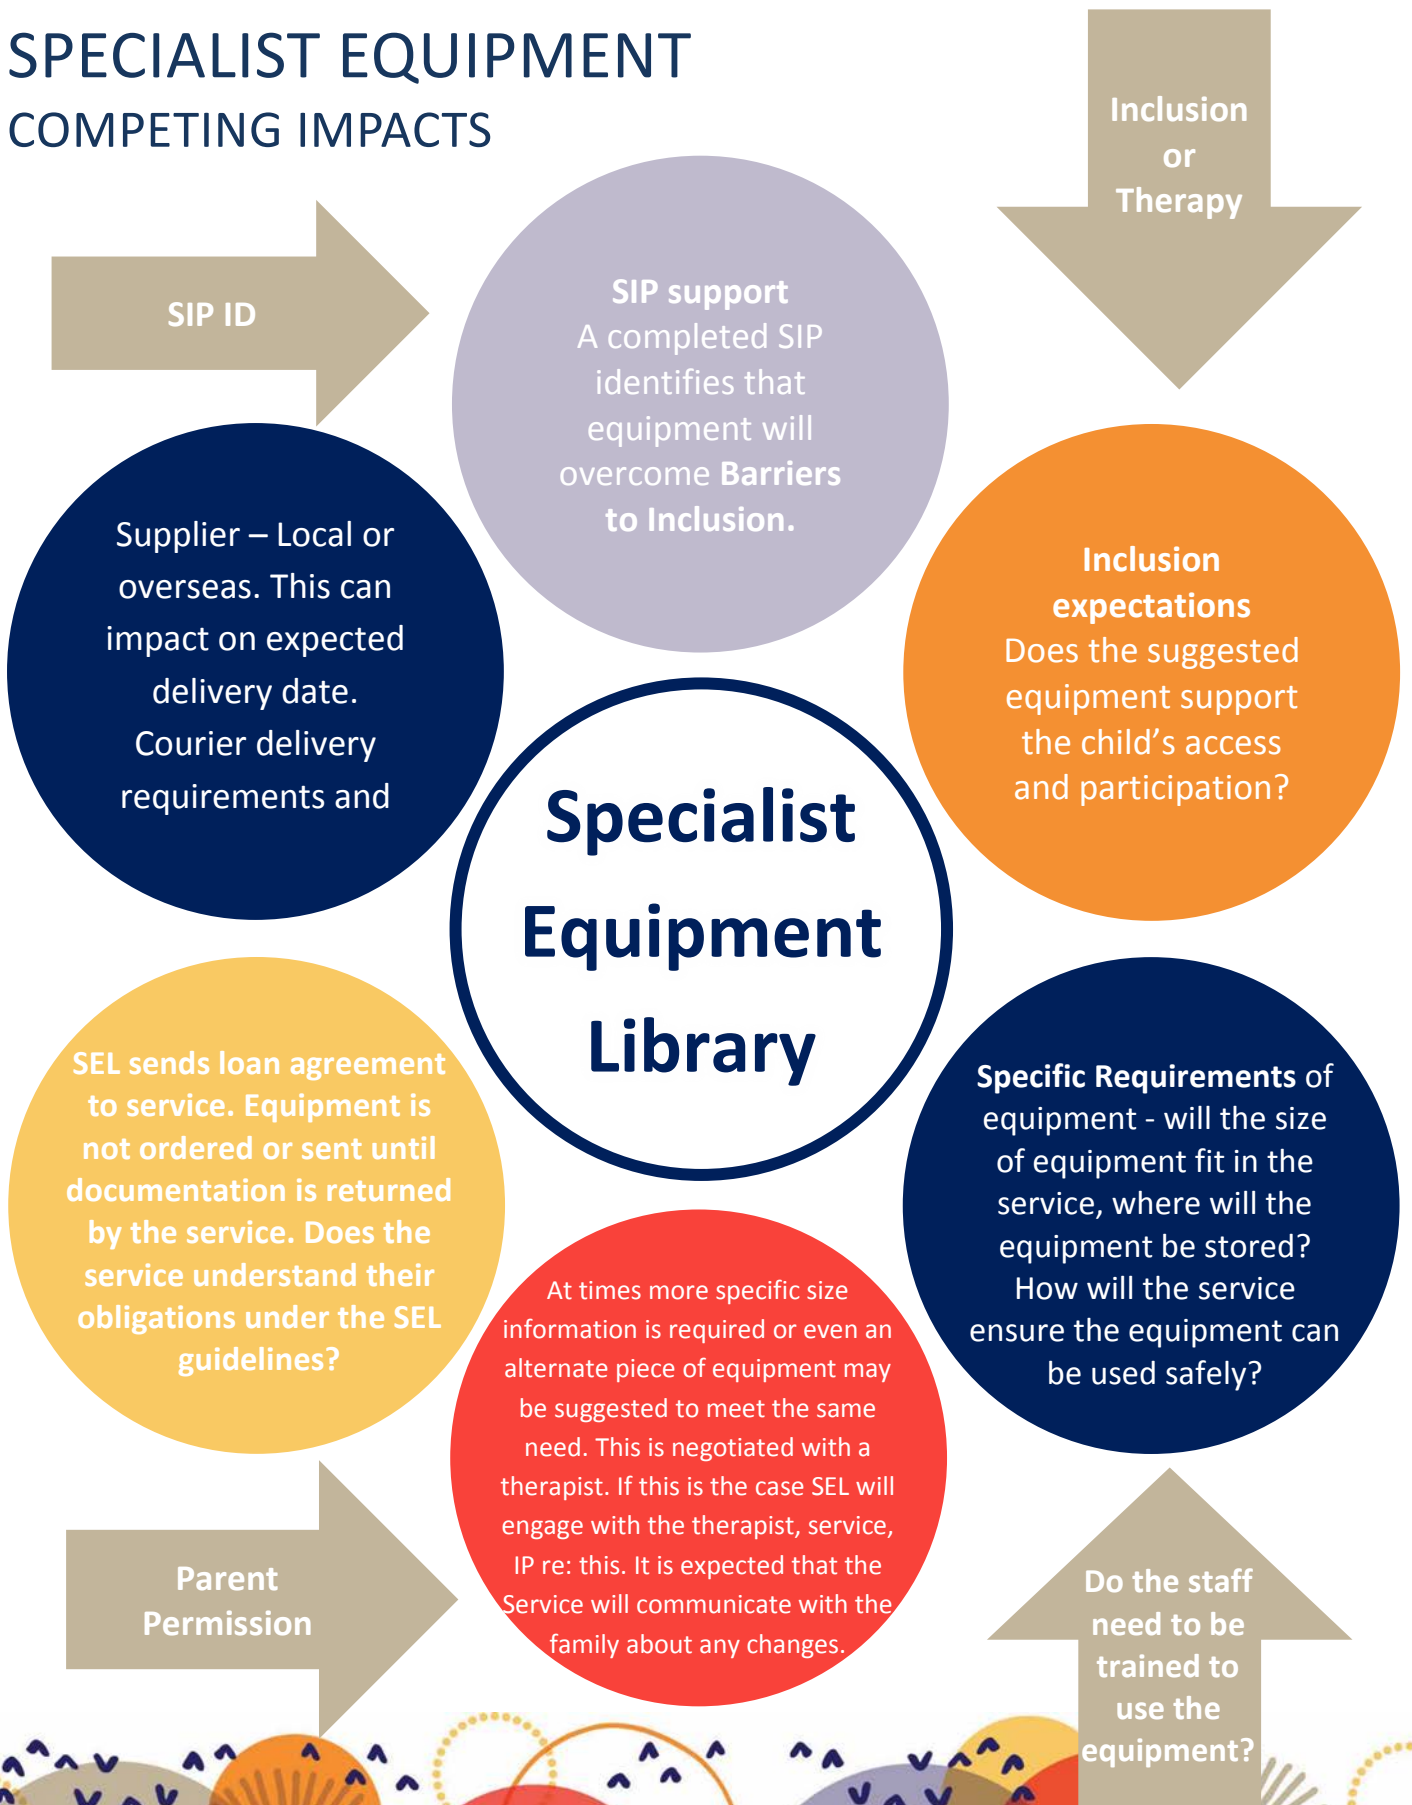 SPECIALIST EQUIPMENT
COMPETING IMPACTS
Inclusion
or
Therapy
SIP ID
SIP support
A completed SIP
identifies that
equipment will
overcome Barriers
to Inclusion.
Supplier – Local or
overseas. This can
impact on expected
delivery date.
Courier delivery
requirements and
Inclusion
expectations
Does the suggested
equipment support
the child’s access
and participation?
Specialist
Equipment
Library
SEL sends loan agreement
to service. Equipment is
not ordered or sent until
documentation is returned
by the service. Does the
service understand their
obligations under the SEL
guidelines?
Specific Requirements of
equipment - will the size
of equipment fit in the
service, where will the
equipment be stored?
How will the service
ensure the equipment can
be used safely?
At times more specific size
information is required or even an
alternate piece of equipment may
be suggested to meet the same
need. This is negotiated with a
therapist. If this is the case SEL will
engage with the therapist, service,
IP re: this. It is expected that the
Service will communicate with the
family about any changes.
Parent
Permission
Do the staff
need to be
trained to
use the
equipment?